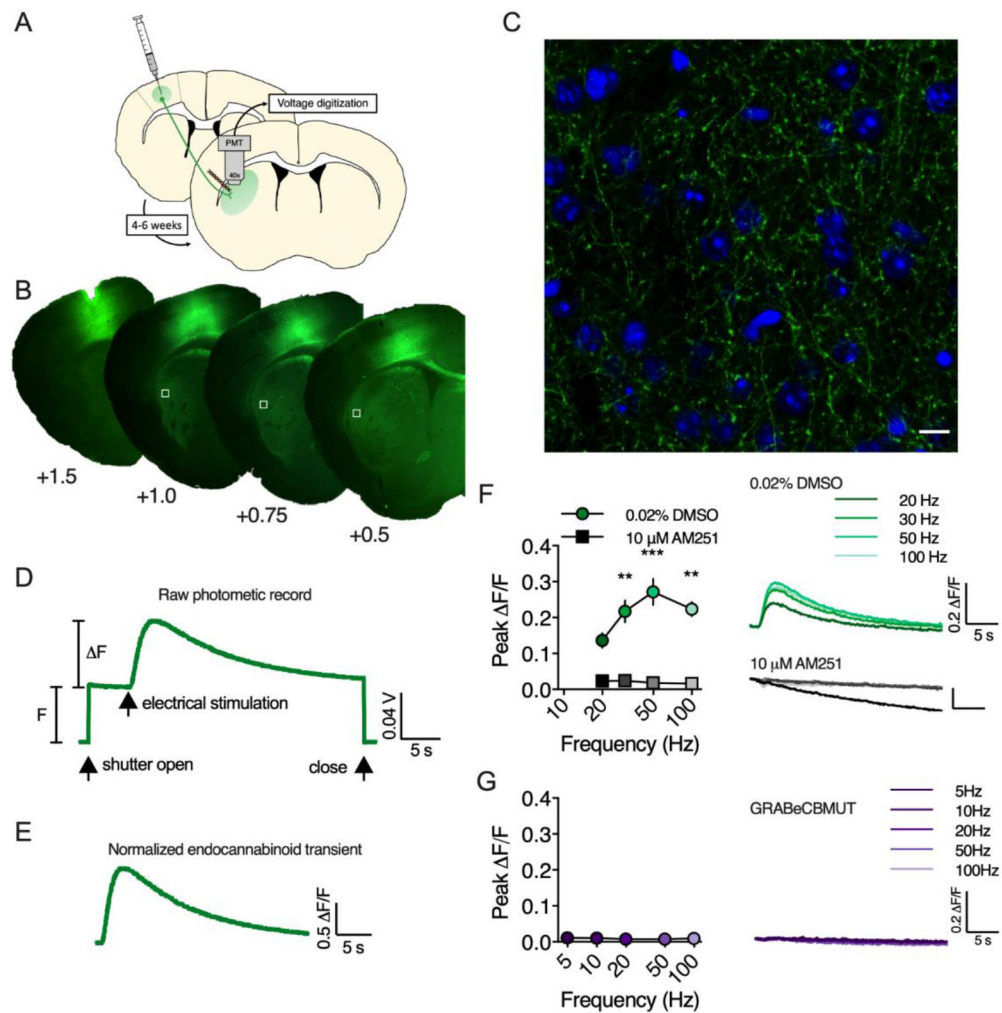 A
Voltage digitization
PMT
40x
4-6 weeks
B
+1.5
+1.0
+0.75
+0.5
C
D
Raw photometic record
ΔF
F
electrical stimulation
shutter open
close
0.04 V
5 s
E
Normalized endocannabinoid transient
0.5 ΔF/F
5 s
F
0.02% DMSO
10 µM AM251
Peak ΔF/F
0.4
0.3
0.2
0.1
0.0
**
***
**
10
20
50
100
Frequency (Hz)
0.02% DMSO
20 Hz
30 Hz
50 Hz
100 Hz
0.2 ΔF/F
5 s
10 µM AM251
G
Peak ΔF/F
0.4
0.3
0.2
0.1
0.0
5
10
20
50
100
Frequency (Hz)
GRABeCBMUT
5Hz
10Hz
20Hz
50Hz
100Hz
0.2 ΔF/F
5 s